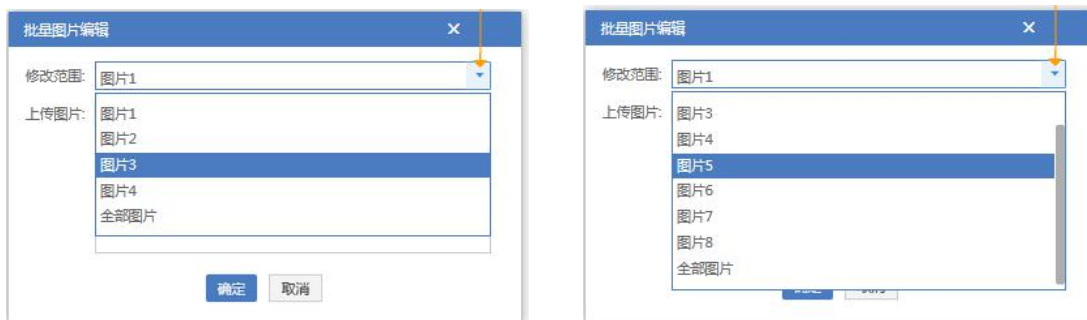 批量图片编辑
修改范围: 图片1
上传图片: 图片1
图片2
图片3
图片4
全部图片
确定 取消
批量图片编辑
修改范围: 图片1
上传图片: 图片3
图片4
图片5
图片6
图片7
图片8
全部图片